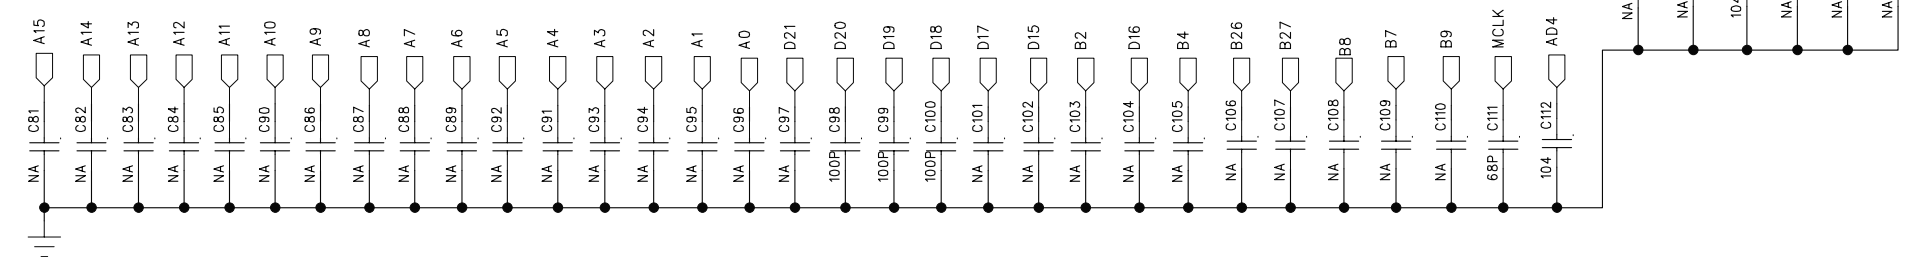 A15 A14 A13 A12 A11 A10 A9 A8 A7 A6 A5 A4 A3 A2 A1 A0 D21 D20 D19 D18 D17 D15 B2 D16 B4 B26 B27 B8 B7 B9 MCLK AD4
C81 C82 C83 C84 C85 C90 C86 C87 C88 C89 C92 C91 C93 C94 C95 C96 C97 C98 C99 C100 C101 C102 C103 C104 C105 C106 C107 C108 C109 C110 C111 C112
NA NA NA NA NA NA NA NA NA NA NA NA NA NA NA NA NA 100P 100P 100P NA NA NA NA NA NA NA NA NA NA 68P 104
NA NA NA NA NA